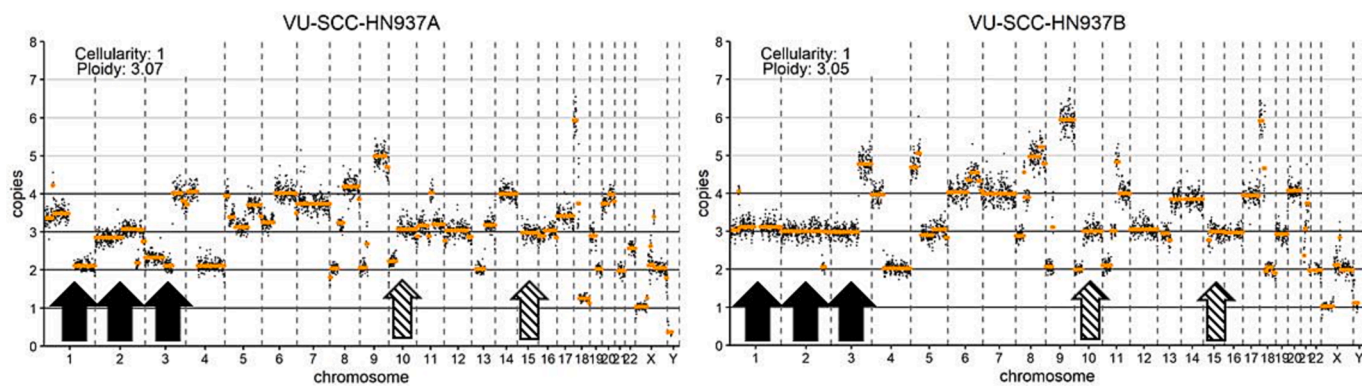 VU-SCC-HN937A
Cellularity: 1
Ploidy: 3.07
copies
8
7
6
5
4
3
2
1
0
1 2 3 4 5 6 7 8 9 10 11 12 13 14 15 16 17 18 19 20 21 22 X Y
chromosome
VU-SCC-HN937B
Cellularity: 1
Ploidy: 3.05
copies
8
7
6
5
4
3
2
1
0
1 2 3 4 5 6 7 8 9 10 11 12 13 14 15 16 17 18 19 20 21 22 X Y
chromosome